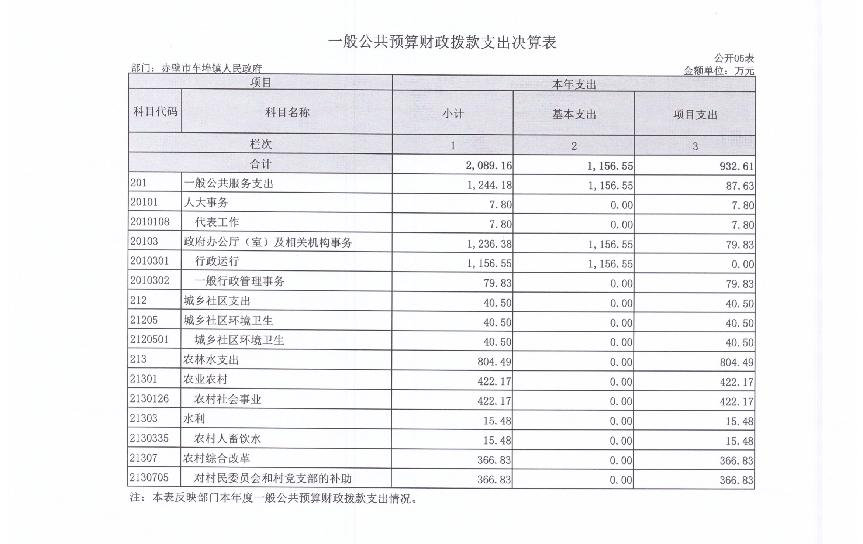 一般公共预算财政拨款支出决算表
公开05表
部门：赤壁市车埠镇人民政府 金额单位：万元
项目 本年支出
科目代码 科目名称 小计 基本支出 项目支出
栏次 1 2 3
合计 2,089.16 1,156.55 932.61
201 一般公共服务支出 1,244.18 1,156.55 87.63
20101 人大事务 7.80 0.00 7.80
2010108 代表工作 7.80 0.00 7.80
20103 政府办公厅（室）及相关机构事务 1,236.38 1,156.55 79.83
2010301 行政运行 1,156.55 1,156.55 0.00
2010302 一般行政管理事务 79.83 0.00 79.83
212 城乡社区支出 40.50 0.00 40.50
21205 城乡社区环境卫生 40.50 0.00 40.50
2120501 城乡社区环境卫生 40.50 0.00 40.50
213 农林水支出 804.49 0.00 804.49
21301 农业农村 422.17 0.00 422.17
2130126 农村社会事业 422.17 0.00 422.17
21303 水利 15.48 0.00 15.48
2130335 农村人畜饮水 15.48 0.00 15.48
21307 农村综合改革 366.83 0.00 366.83
2130705 对村民委员会和村党支部的补助 366.83 0.00 366.83
注：本表反映部门本年度一般公共预算财政拨款支出情况。